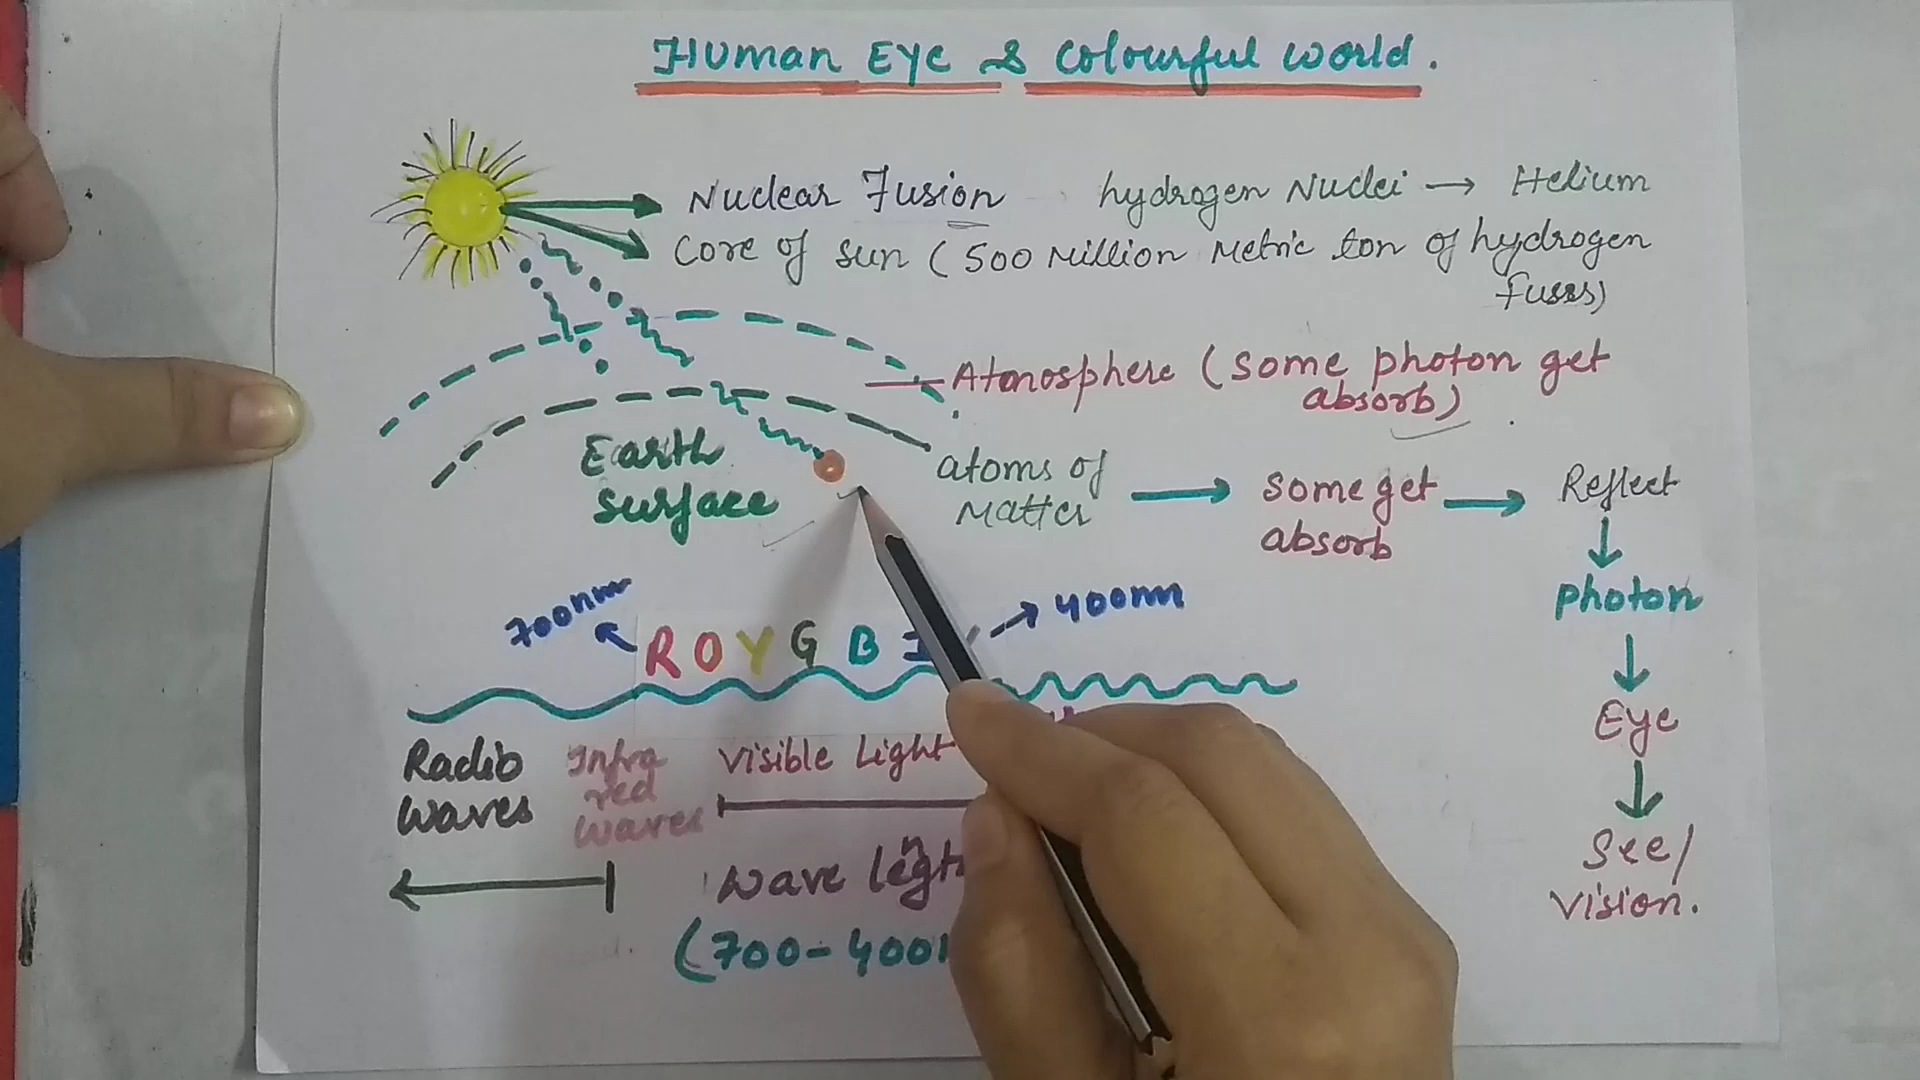 Human Eye & Colourful world.
Nuclear Fusion hydrogen Nuclei → Helium
Core of sun (500 Million Metric ton of hydrogen
fuses)
Atmosphere (some photon get
absorb)
Earth
surface
atoms of
Matter
→ some get
absorb
→ Reflect
photon
Eye
See/
Vision.
700nm
R O Y G B I
400nm
Radio
waves
Infra
red
waves
Visible Light
Wave
(700-400